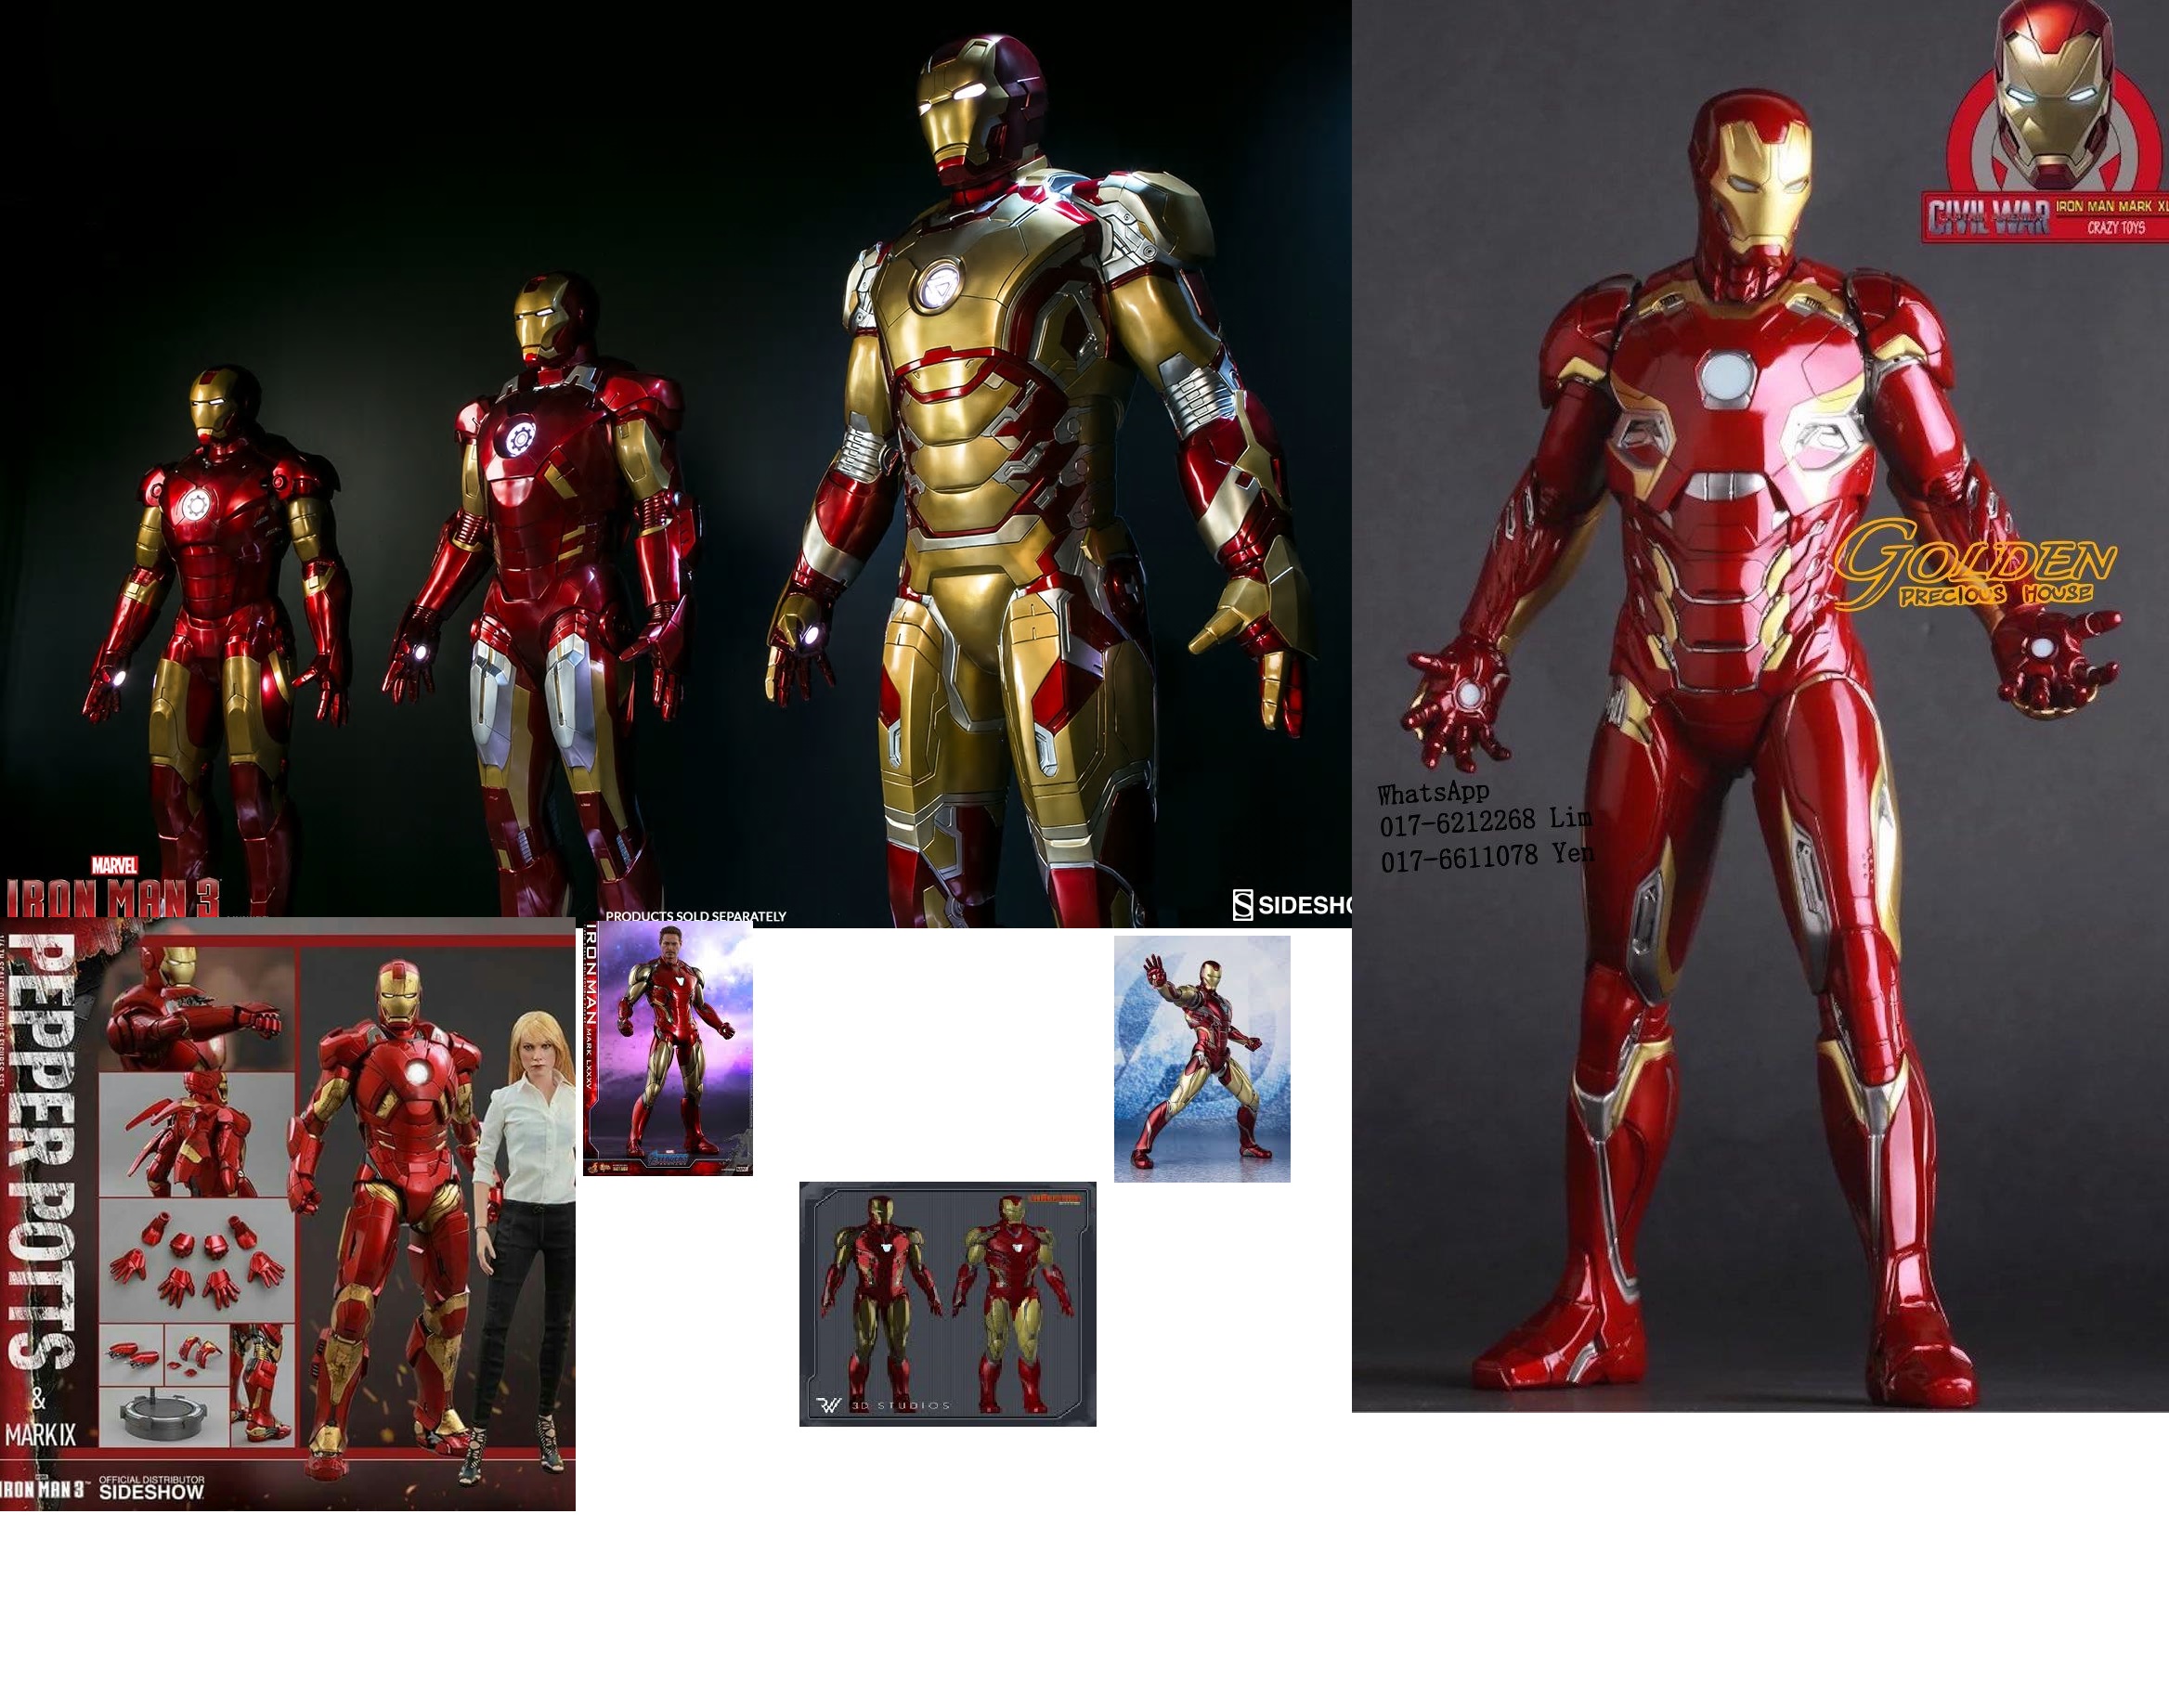 MARVEL
IRON MAN 3
PRODUCTS SOLD SEPARATELY
SIDESHO
CIVIL WAR
IRON MAN MARK XL
CRAZY TOYS
GOLDEN
PRECIOUS HOUSE
WhatsApp
017-6212268 Lim
017-6611078 Yen
PEPPER POTTS
&
MARK IX
IRON MAN 3
OFFICIAL DISTRIBUTOR
SIDESHOW
IRON MAN MARK LXXXV
3D STUDIOS